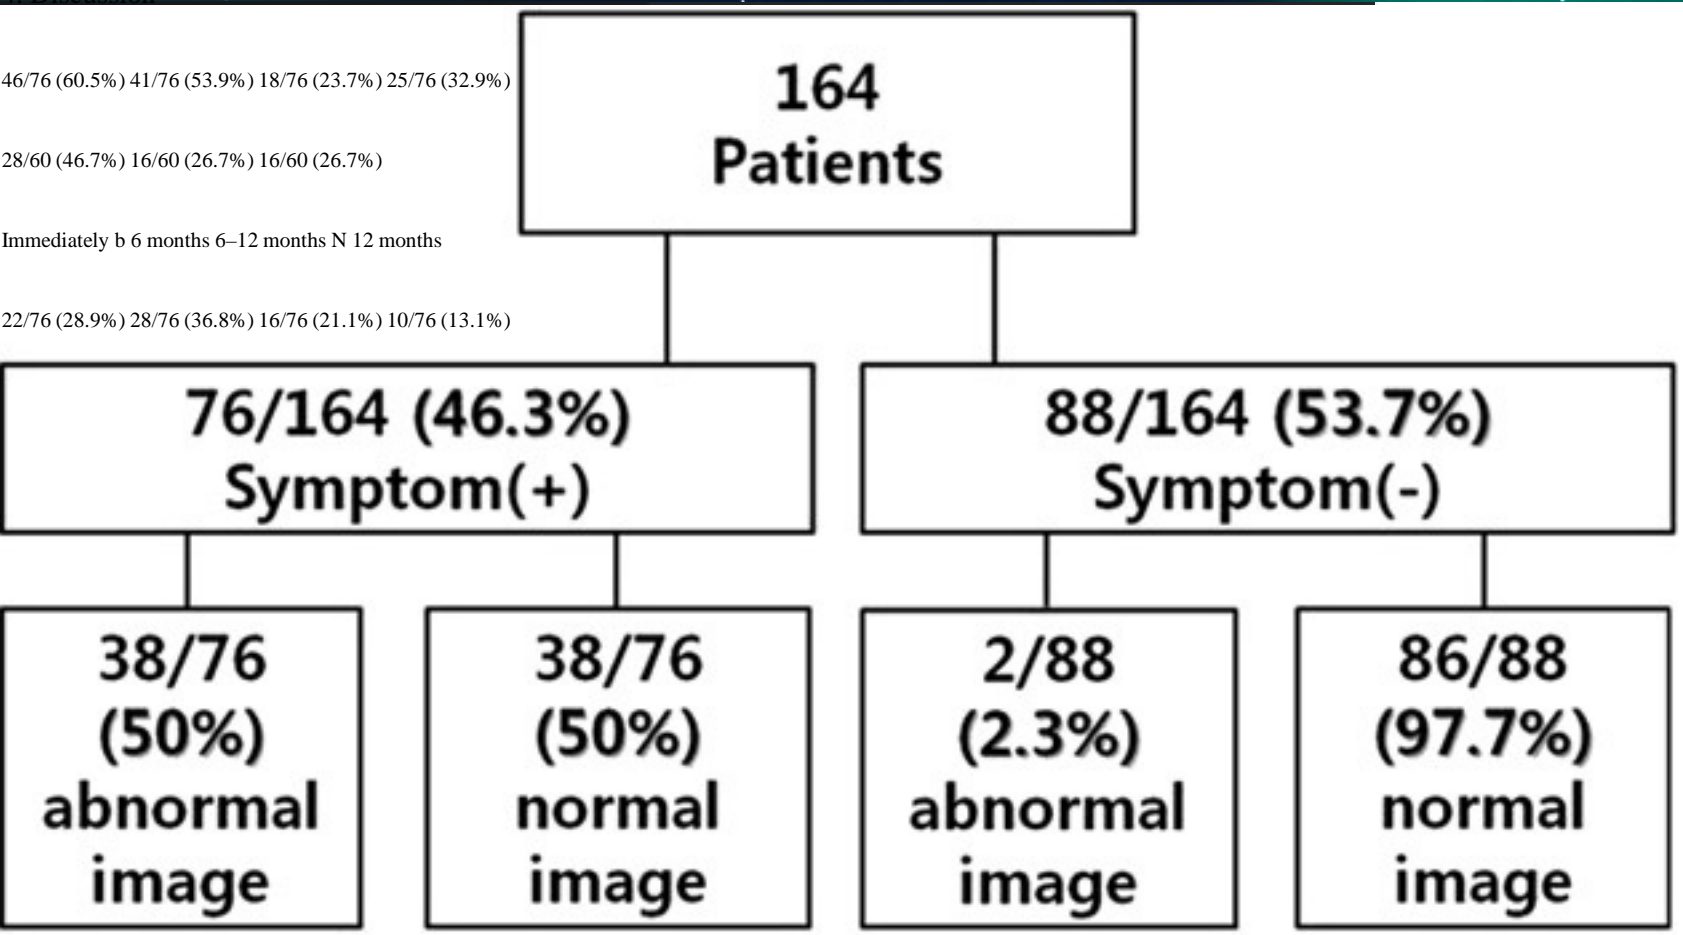 46/76 (60.5%) 41/76 (53.9%) 18/76 (23.7%) 25/76 (32.9%)
28/60 (46.7%) 16/60 (26.7%) 16/60 (26.7%)
Immediately b 6 months 6–12 months N 12 months
22/76 (28.9%) 28/76 (36.8%) 16/76 (21.1%) 10/76 (13.1%)
164
Patients
76/164 (46.3%)
Symptom(+)
88/164 (53.7%)
Symptom(-)
38/76
(50%)
abnormal
image
38/76
(50%)
normal
image
2/88
(2.3%)
abnormal
image
86/88
(97.7%)
normal
image